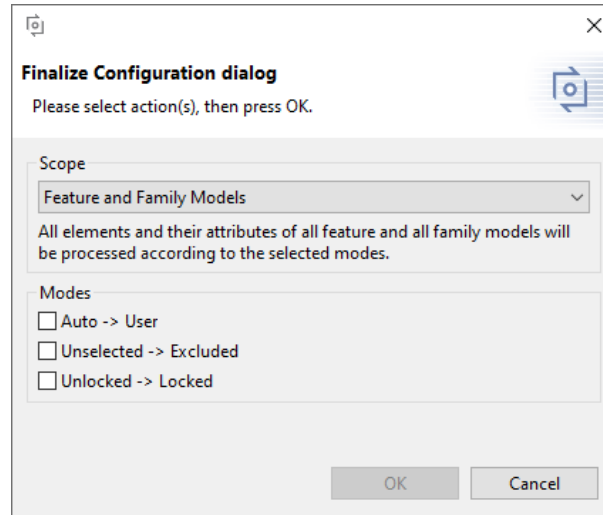 Finalize Configuration dialog
Please select action(s), then press OK.
Scope
Feature and Family Models
All elements and their attributes of all feature and all family models will
be processed according to the selected modes.
Modes
Auto -> User
Unselected -> Excluded
Unlocked -> Locked
OK
Cancel